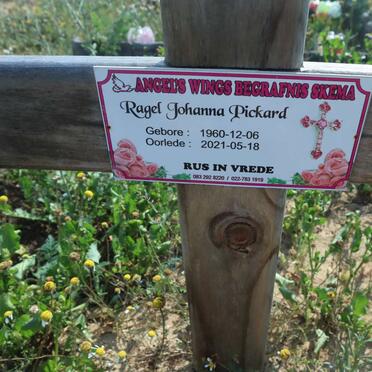 ANGEL'S WINGS BEGRAFNIS SKEMA
Ragel Johanna Pickard
Gebore : 1960-12-06
Oorlede : 2021-05-18
RUS IN VREDE
083 292 8220 / 022-783 1919